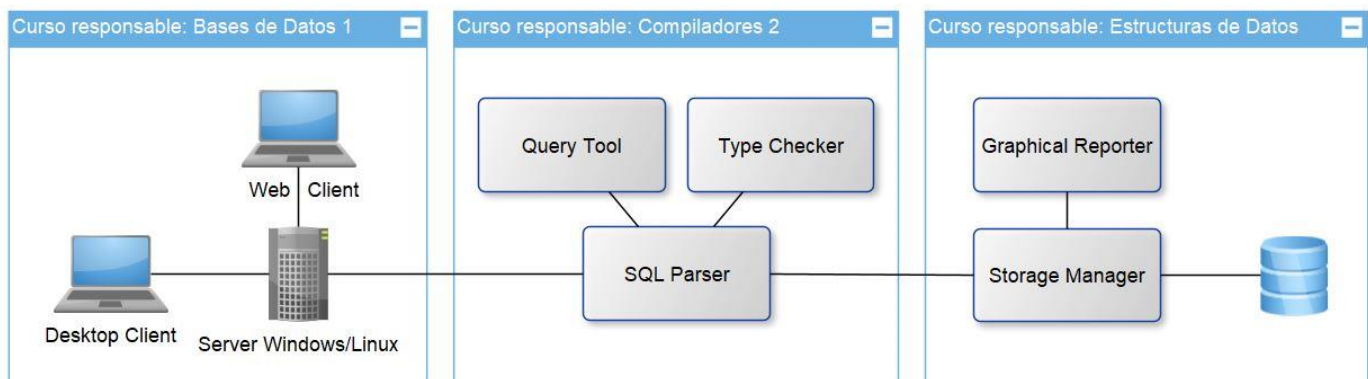 Curso responsable: Bases de Datos 1
Web Client
Desktop Client
Server Windows/Linux
Curso responsable: Compiladores 2
Query Tool
Type Checker
SQL Parser
Curso responsable: Estructuras de Datos
Graphical Reporter
Storage Manager